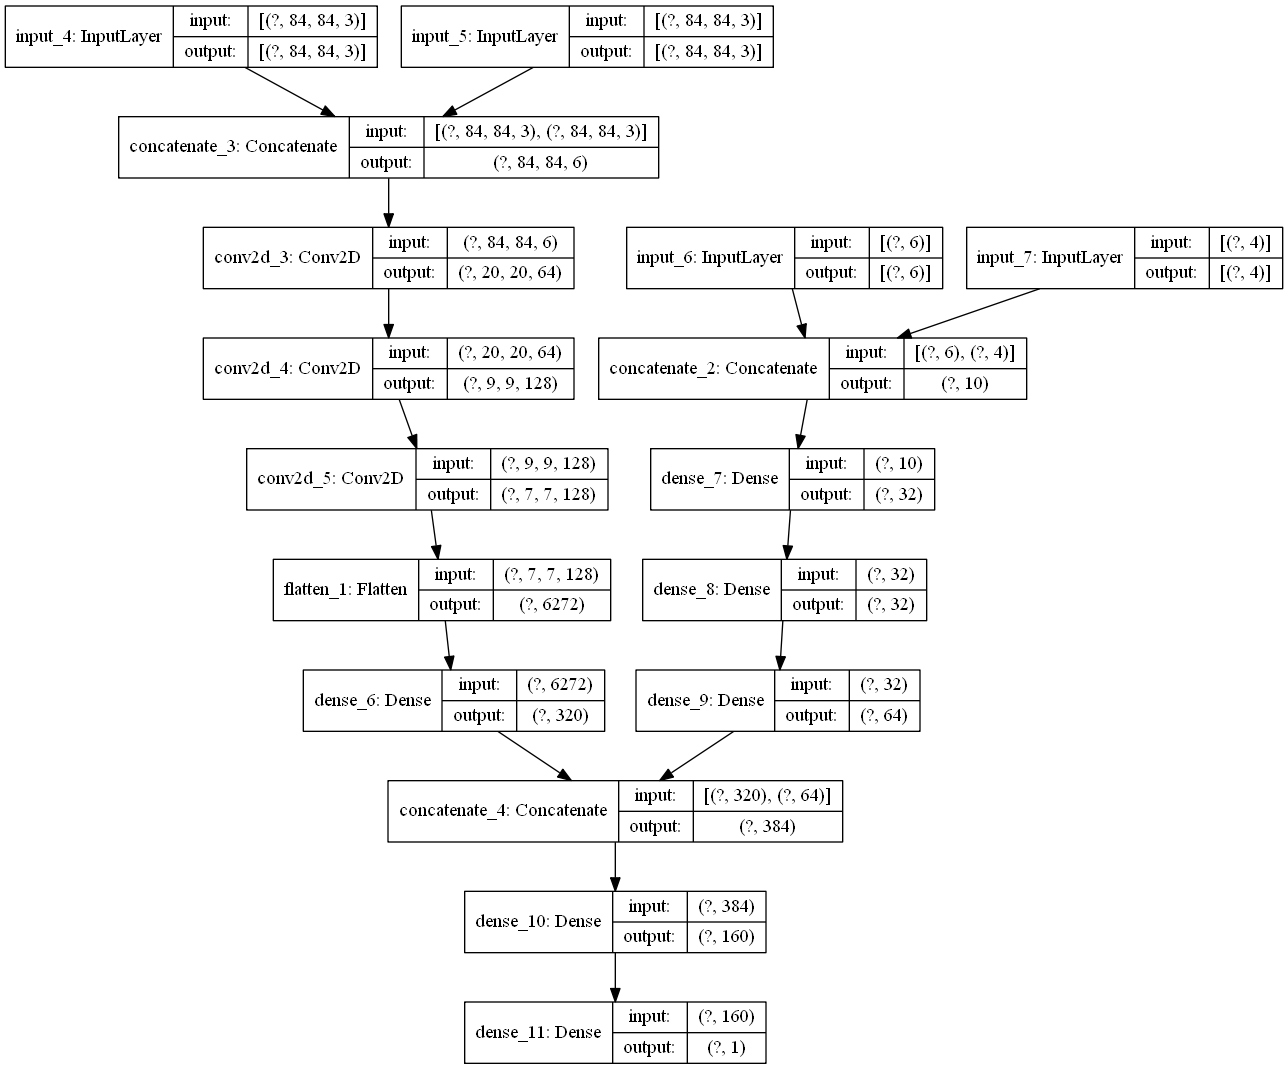 input_4: InputLayer
input: [(?, 84, 84, 3)]
output: [(?, 84, 84, 3)]
input_5: InputLayer
input: [(?, 84, 84, 3)]
output: [(?, 84, 84, 3)]
concatenate_3: Concatenate
input: [(?, 84, 84, 3), (?, 84, 84, 3)]
output: (?, 84, 84, 6)
conv2d_3: Conv2D
input: (?, 84, 84, 6)
output: (?, 20, 20, 64)
input_6: InputLayer
input: [(?, 6)]
output: [(?, 6)]
input_7: InputLayer
input: [(?, 4)]
output: [(?, 4)]
conv2d_4: Conv2D
input: (?, 20, 20, 64)
output: (?, 9, 9, 128)
concatenate_2: Concatenate
input: [(?, 6), (?, 4)]
output: (?, 10)
conv2d_5: Conv2D
input: (?, 9, 9, 128)
output: (?, 7, 7, 128)
dense_7: Dense
input: (?, 10)
output: (?, 32)
flatten_1: Flatten
input: (?, 7, 7, 128)
output: (?, 6272)
dense_8: Dense
input: (?, 32)
output: (?, 32)
dense_6: Dense
input: (?, 6272)
output: (?, 320)
dense_9: Dense
input: (?, 32)
output: (?, 64)
concatenate_4: Concatenate
input: [(?, 320), (?, 64)]
output: (?, 384)
dense_10: Dense
input: (?, 384)
output: (?, 160)
dense_11: Dense
input: (?, 160)
output: (?, 1)